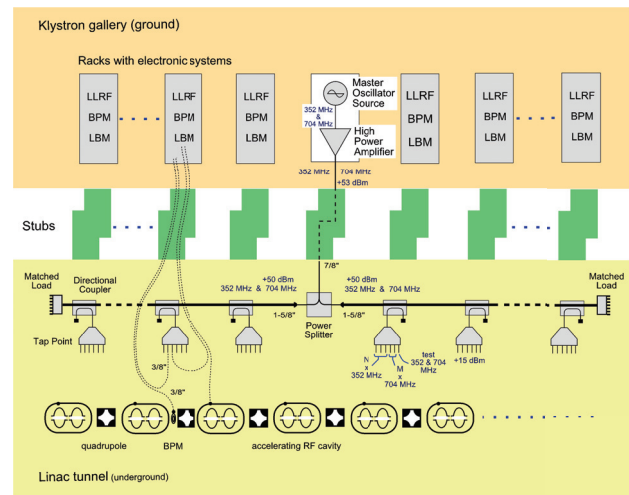 Klystron gallery (ground)
Racks with electronic systems
LLRF
BPM
LBM
LLRF
BPM
LBM
LLRF
BPM
LBM
Master
Oscillator
Source
352 MHz
&
704 MHz
High
Power
Amplifier
352 MHz 704 MHz
+53 dBm
LLRF
BPM
LBM
LLRF
BPM
LBM
LLRF
BPM
LBM
Stubs
7/8"
Matched
Load
Directional
Coupler
+50 dBm
352 MHz & 704 MHz
+50 dBm
352 MHz & 704 MHz
Matched
Load
1-5/8"
Power
Splitter
1-5/8"
Tap Point
3/8"
3/8"
N
x
352 MHz
M
x
704 MHz
test
352 & 704
MHz
+15 dBm
quadrupole
BPM
accelerating RF cavity
Linac tunnel (underground)